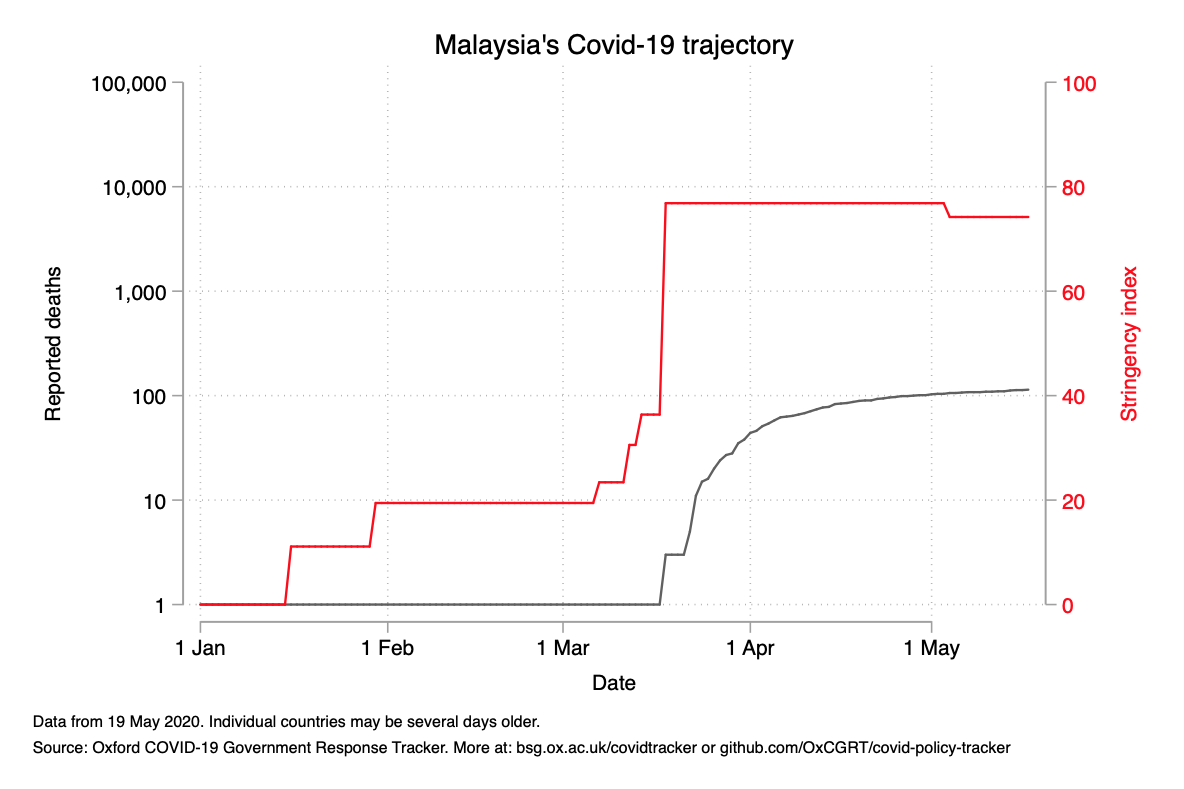 Malaysia's Covid-19 trajectory
100,000
10,000
1,000
100
10
1
Reported deaths
100
80
60
40
20
0
Stringency index
1 Jan
1 Feb
1 Mar
1 Apr
1 May
Date
Data from 19 May 2020. Individual countries may be several days older.
Source: Oxford COVID-19 Government Response Tracker. More at: bsg.ox.ac.uk/covidtracker or github.com/OxCGRT/covid-policy-tracker